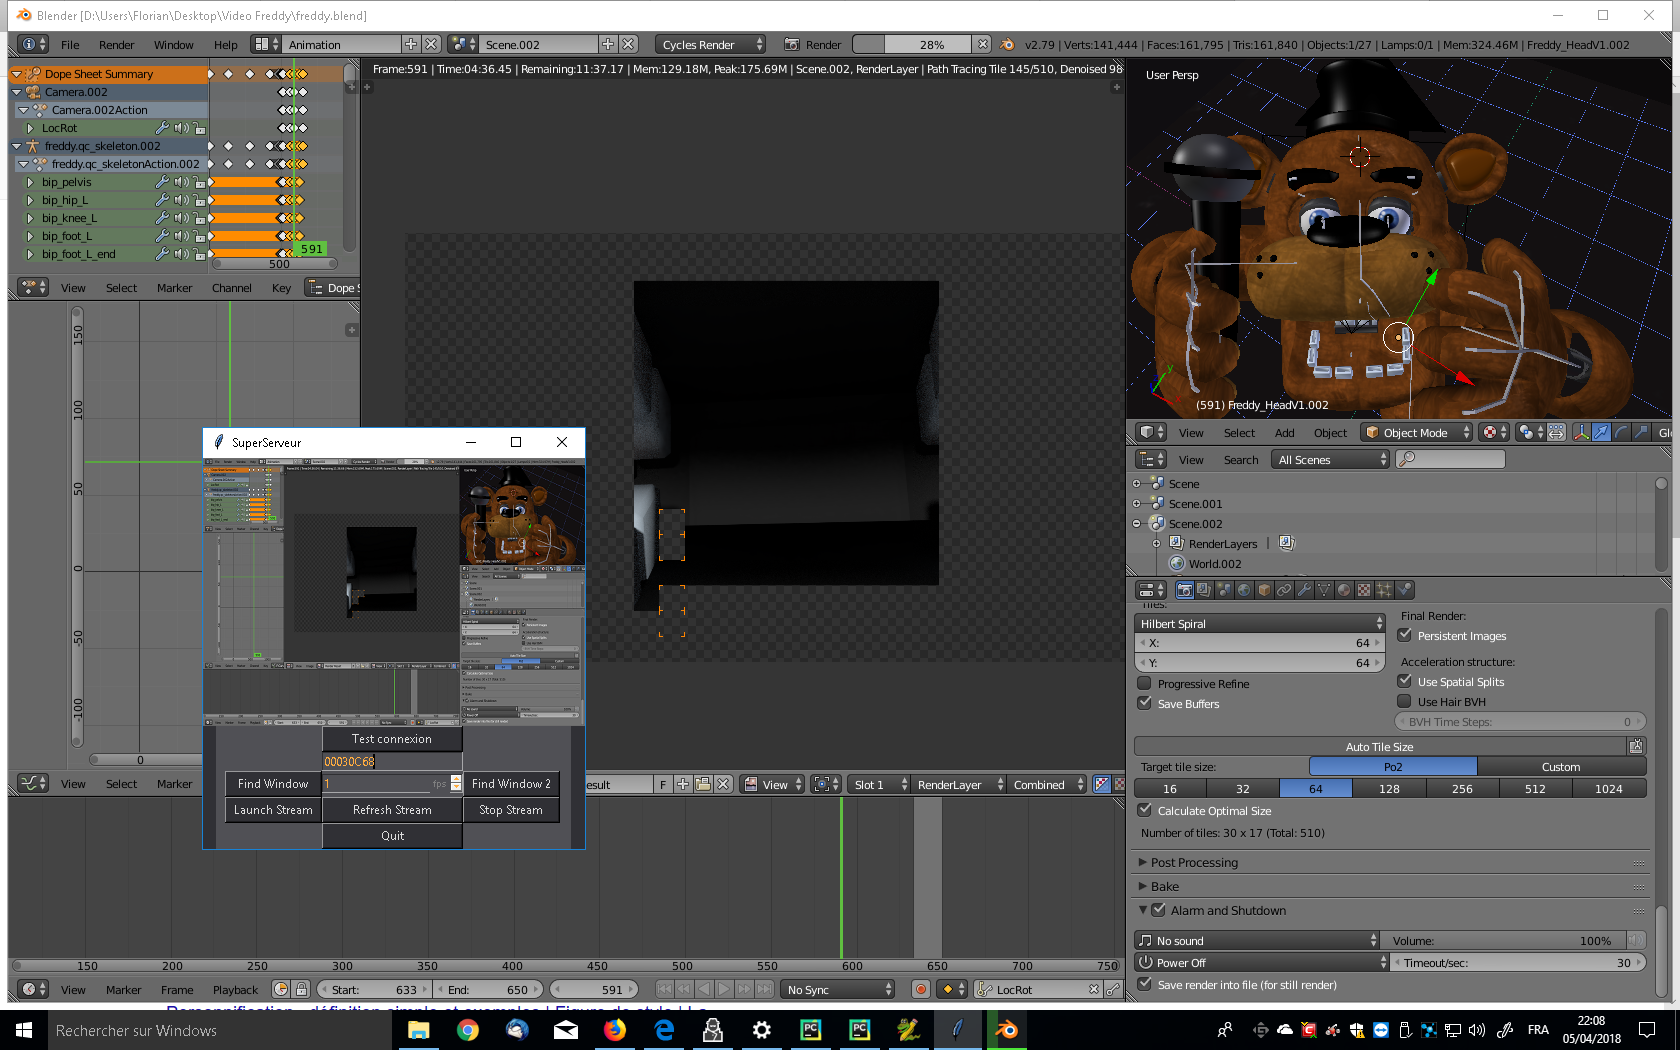 Blender [D:\Users\Florian\Desktop\Video Freddy\freddy.blend]
File Render Window Help Animation Scene.002 Cycles Render Render 28% v2.79 | Verts:141,444 | Faces:161,795 | Tris:161,840 | Objects:1/27 | Lamps:0/1 | Mem:324.46M | Freddy_HeadV1.002
Frame:591 | Time:04:36.45 | Remaining:11:37.17 | Mem:129.18M, Peak:175.69M | Scene.002, RenderLayer | Path Tracing Tile 145/510, Denoised 98
Dope Sheet Summary
Camera.002
Camera.002Action
LocRot
freddy.qc_skeleton.002
freddy.qc_skeletonAction.002
bip_pelvis
bip_hip_L
bip_knee_L
bip_foot_L
bip_foot_L_end
591
500
View Select Marker Channel Key Dope S
150
100
50
0
-50
-100
0
View Select
User Persp
(591) Freddy_HeadV1.002
View Select Add Object Object Mode Gl
View Search All Scenes
Scene
Scene.001
Scene.002
RenderLayers
World.002
Tiles:
Hilbert Spiral
X: 64
Y: 64
Progressive Refine
Save Buffers
Final Render:
Persistent Images
Acceleration structure:
Use Spatial Splits
Use Hair BVH
BVH Time Steps: 0
Auto Tile Size
Target tile size: Po2 Custom
16 32 64 128 256 512 1024
Calculate Optimal Size
Number of tiles: 30 x 17 (Total: 510)
Post Processing
Bake
Alarm and Shutdown
No sound Volume: 100%
Power Off Timeout/sec: 30
Save render into file (for still render)
SuperServeur
Test connexion
00030C68
Find Window 1 fps Find Window 2
Launch Stream Refresh Stream Stop Stream
Quit
esult F View Slot 1 RenderLayer Combined
150 200 250 300 350 400 450 500 550 600 650 700 750
View Marker Frame Playback Start: 633 End: 650 591 No Sync LocRot
Rechercher sur Windows
FRA
22:08
05/04/2018